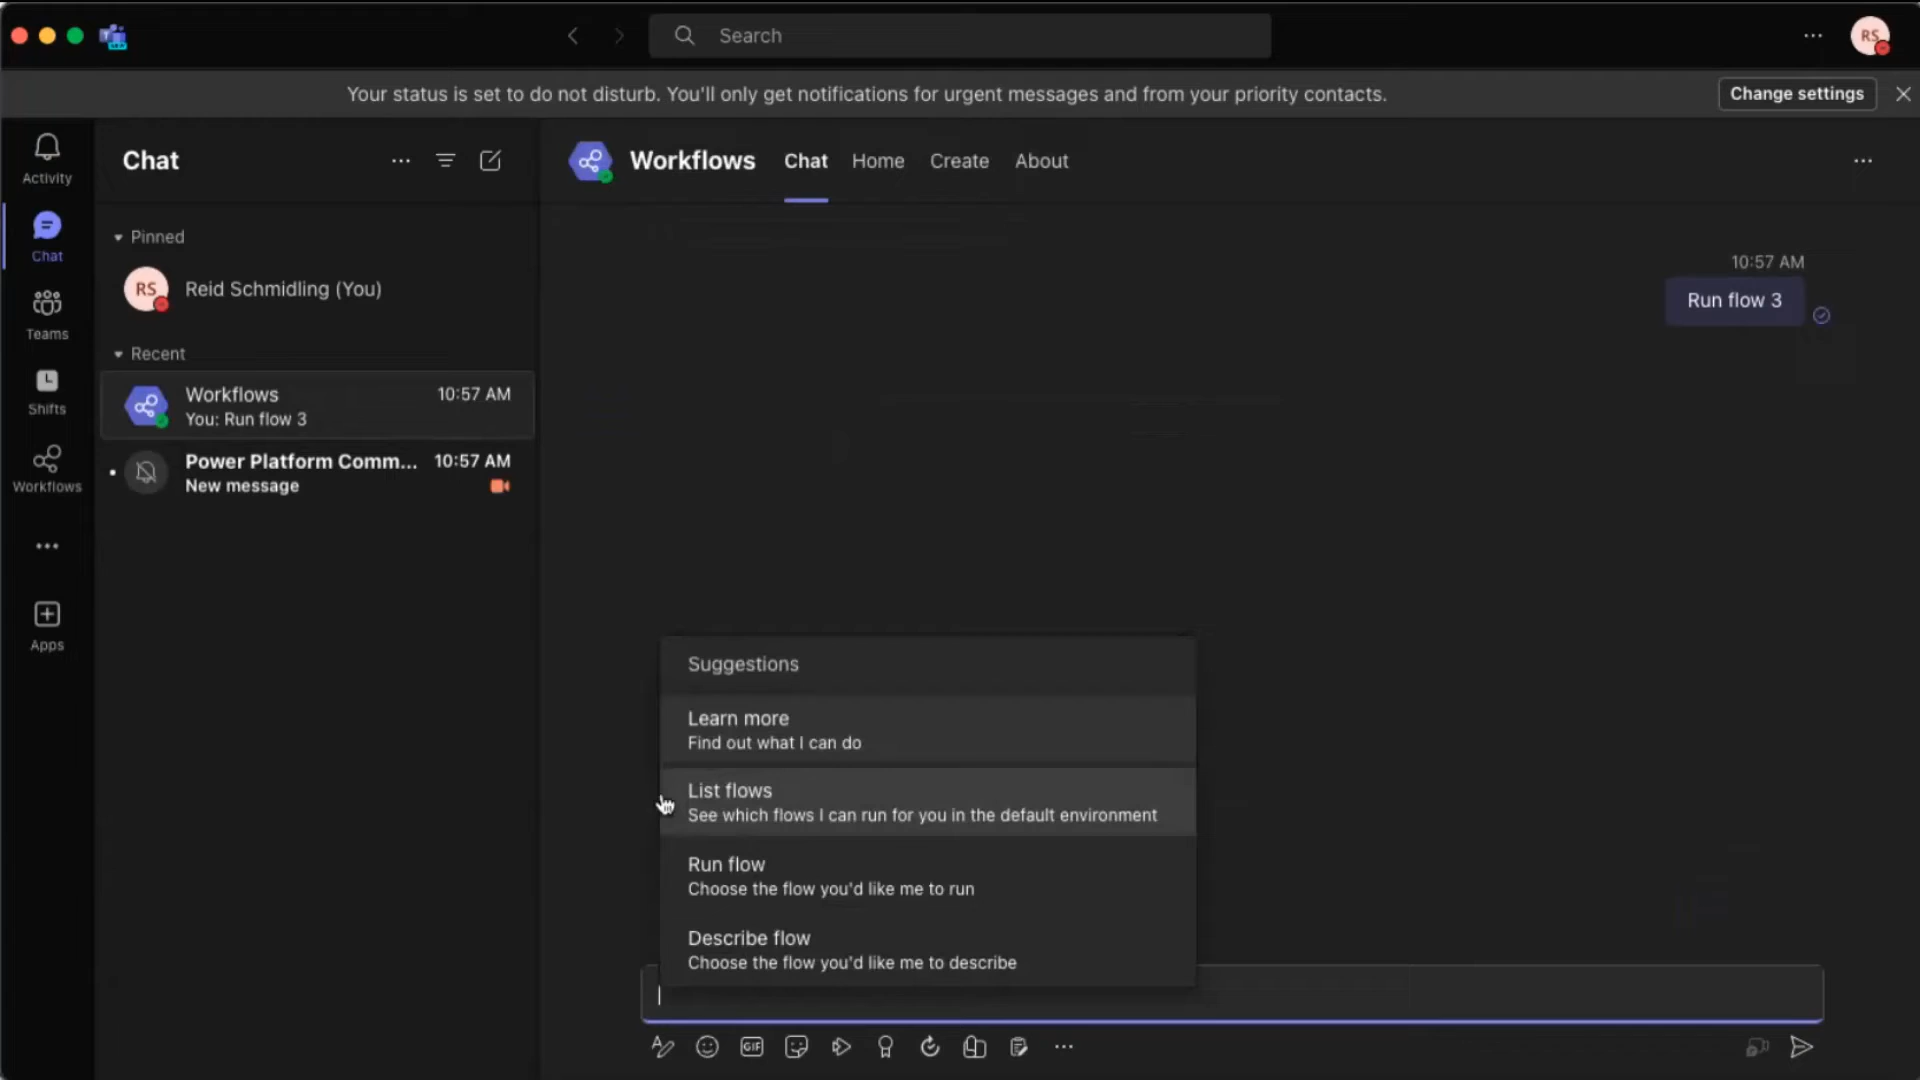 Search
RS
Your status is set to do not disturb. You'll only get notifications for urgent messages and from your priority contacts.
Change settings
Activity
Chat
Teams
Shifts
Workflows
Apps
Chat
Pinned
RS
Reid Schmidling (You)
Recent
Workflows
10:57 AM
You: Run flow 3
Power Platform Comm...
10:57 AM
New message
Workflows
Chat
Home
Create
About
10:57 AM
Run flow 3
Suggestions
Learn more
Find out what I can do
List flows
See which flows I can run for you in the default environment
Run flow
Choose the flow you'd like me to run
Describe flow
Choose the flow you'd like me to describe
GIF